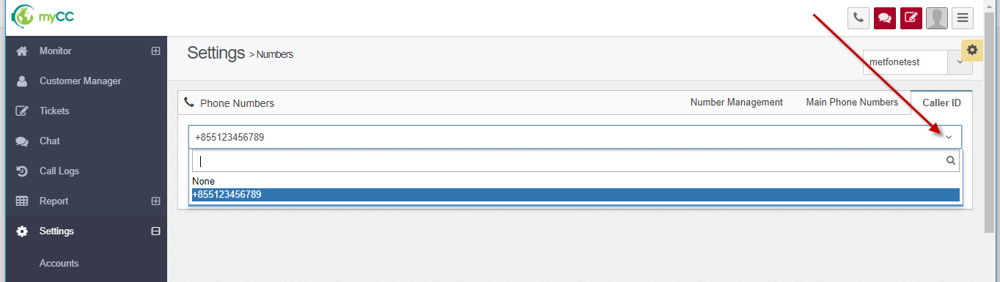 myCC
Monitor
Customer Manager
Tickets
Chat
Call Logs
Report
Settings
Accounts
Settings > Numbers
metfonetest
Phone Numbers
Number Management
Main Phone Numbers
Caller ID
+855123456789
None
+855123456789